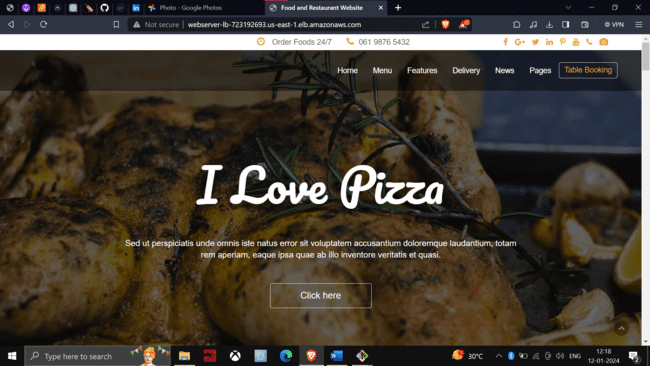 Photo - Google Photos
Food and Restaurant Website
Not secure webserver-lb-723192693.us-east-1.elb.amazonaws.com
VPN
Order Foods 24/7 061 9876 5432
Home Menu Features Delivery News Pages Table Booking
I Love Pizza
Sed ut perspiciatis unde omnis iste natus error sit voluptatem accusantium doloremque laudantium, totam
rem aperiam, eaque ipsa quae ab illo inventore veritatis et quasi.
Click here
Type here to search
30°C
ENG
12:18
12-01-2024